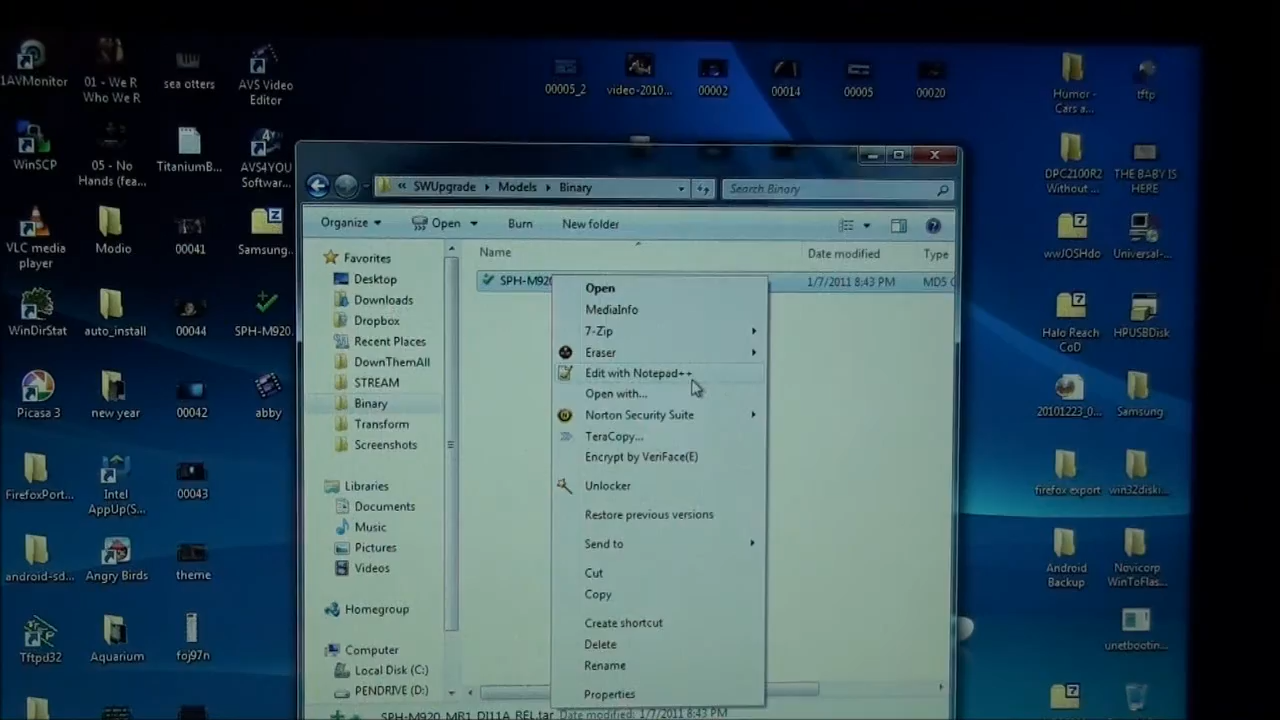 1AVMonitor
01 - We R
Who We R
sea otters
AVS Video
Editor
00005_2
video-2010...
00002
00014
00005
00020
Humor -
Cars a...
tftp
WinSCP
05 - No
Hands (fea...
TitaniumB...
AVS4YOU
Softwar...
DPC2100R2
Without ...
THE BABY IS
HERE
SWUpgrade
Models
Binary
Search Binary
Organize
Open
Burn
New folder
VLC media
player
Modio
00041
Samsung...
wwJOSHdo
Universal-...
Favorites
Desktop
Downloads
Dropbox
Recent Places
DownThemAll
STREAM
Binary
Transform
Screenshots
Libraries
Documents
Music
Pictures
Videos
Homegroup
Computer
Local Disk (C:)
PENDRIVE (D:)
Name
Date modified
Type
SPH-M920
1/7/2011 8:43 PM
MD5
Open
MediaInfo
7-Zip
Eraser
Edit with Notepad++
Open with...
Norton Security Suite
TeraCopy...
Encrypt by VeriFace(E)
Unlocker
Restore previous versions
Send to
Cut
Copy
Create shortcut
Delete
Rename
Properties
SPH-M920_MR1_DI11A_REL.tar
Date modified: 1/7/2011 8:43 PM
WinDirStat
auto_install
00044
SPH-M920.
Halo Reach
CoD
HPUSBDisk
Picasa 3
new year
00042
abby
20101223_0...
Samsung
FirefoxPort...
Intel
AppUp(S...
00043
firefox export
win32diski...
android-sd...
Angry Birds
theme
Android
Backup
Novicorp
WinToFlas...
Tftpd32
Aquarium
foj97n
unetbootin...